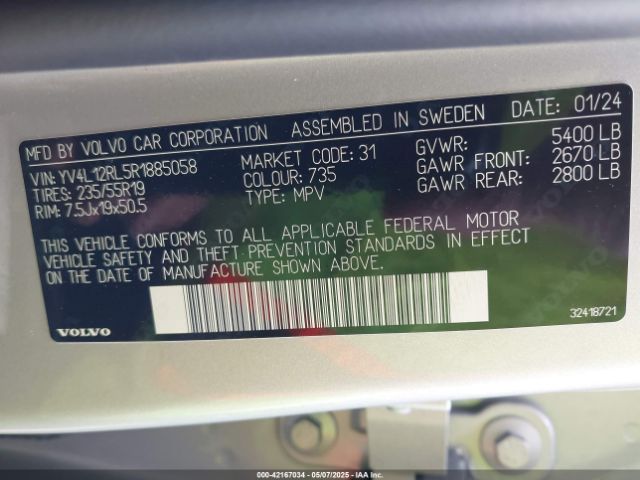 MFD BY VOLVO CAR CORPORATION ASSEMBLED IN SWEDEN DATE: 01/24
VIN: YV4L12RL5R1885058 MARKET CODE: 31 GVWR: 5400 LB
TIRES: 235/55R19 COLOUR: 735 GAWR FRONT: 2670 LB
RIM: 7.5Jx19x50.5 TYPE: MPV GAWR REAR: 2800 LB
THIS VEHICLE CONFORMS TO ALL APPLICABLE FEDERAL MOTOR
VEHICLE SAFETY AND THEFT PREVENTION STANDARDS IN EFFECT
ON THE DATE OF MANUFACTURE SHOWN ABOVE.
VOLVO 32418721
000-42167034 - 05/07/2025 - IAAI.COM